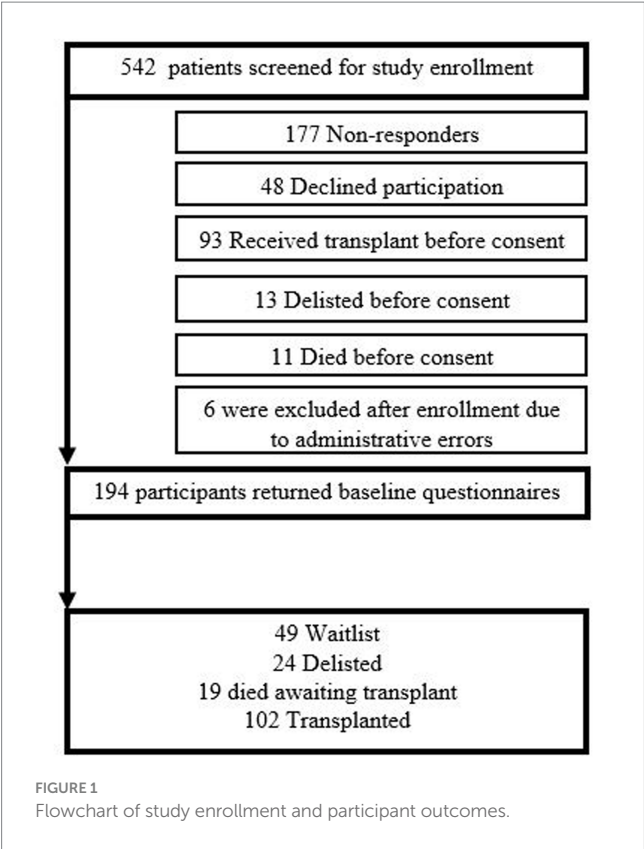 542 patients screened for study enrollment
177 Non-responders
48 Declined participation
93 Received transplant before consent
13 Delisted before consent
11 Died before consent
6 were excluded after enrollment due
to administrative errors
194 participants returned baseline questionnaires
49 Waitlist
24 Delisted
19 died awaiting transplant
102 Transplanted
FIGURE 1
Flowchart of study enrollment and participant outcomes.